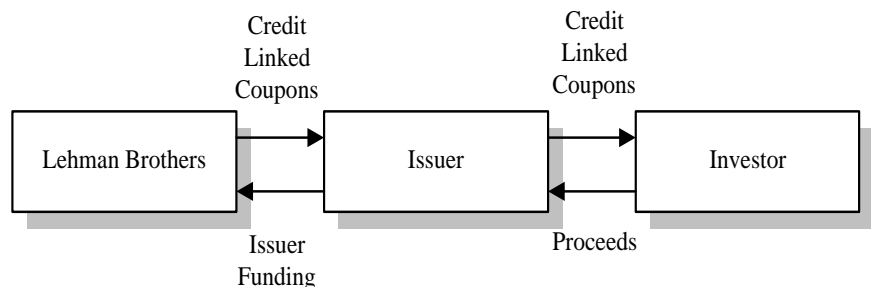 Credit
Linked
Coupons
Credit
Linked
Coupons
Lehman Brothers
Issuer
Investor
Issuer
Funding
Proceeds